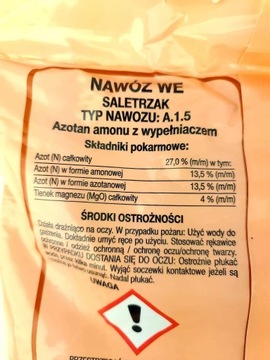 NAWÓZ WE
SALETRZAK
TYP NAWOZU: A.1.5
Azotan amonu z wypełniaczem
Składniki pokarmowe:
Azot (N) całkowity 27,0 % (m/m) w tym:
Azot (N) w formie amonowej 13,5 % (m/m)
Azot (N) w formie azotanowej 13,5 % (m/m)
Tlenek magnezu (MgO) całkowity 4 % (m/m)
ŚRODKI OSTROŻNOŚCI
Działa drażniąco na oczy. W przypadku pożaru: Użyć wody do
gaszenia. Dokładnie umyć ręce po użyciu. Stosować rękawice
ochronne / odzież ochronną / ochronę oczu/ochronę twarzy.
W PRZYPADKU DOSTANIA SIĘ DO OCZU: Ostrożnie płukać
wodą przez kilka minut. Wyjąć soczewki kontaktowe jeżeli są
i można je łatwo usunąć. Nadal płukać.
UWAGA